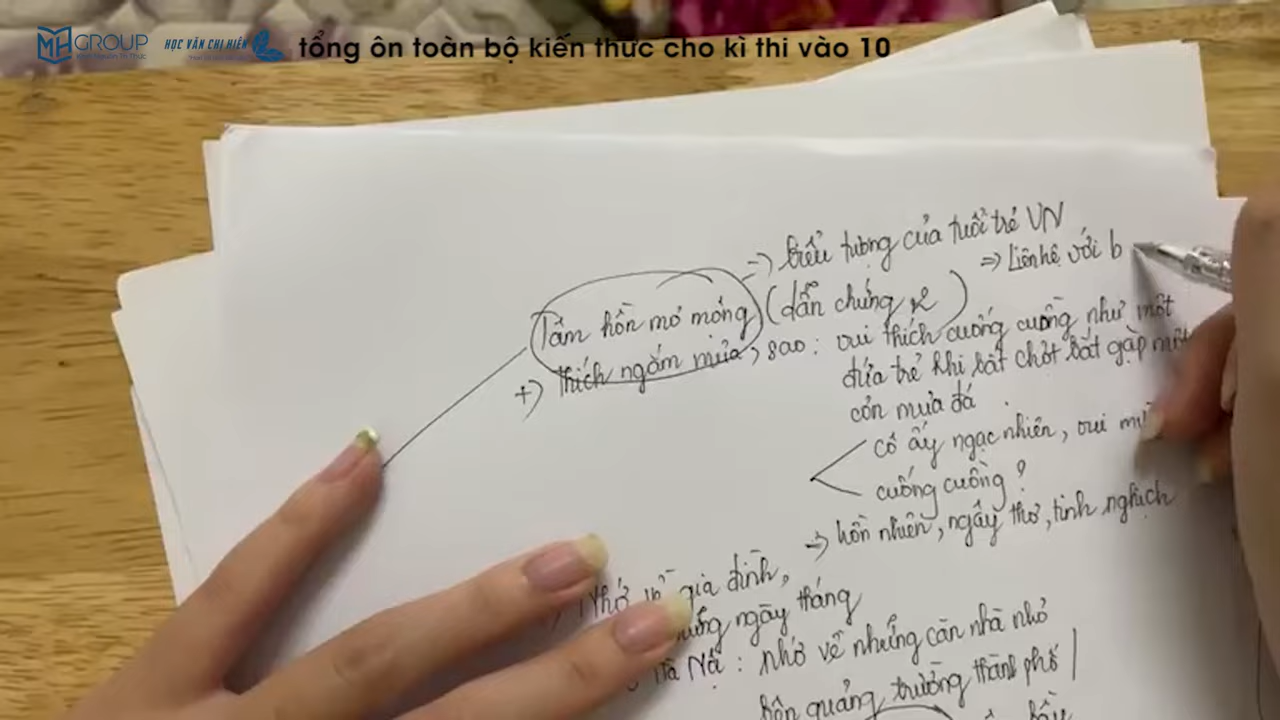 MH GROUP
HỌC VĂN CHỊ HIÊN
tổng ôn toàn bộ kiến thức cho kì thi vào 10
=> biểu tượng của tuổi trẻ VN
=> Liên hệ với b
Tâm hồn mơ mộng (dẫn chứng)
+) thích ngắm mưa, sao: vui thích cuống cuồng như một
đứa trẻ khi bất chợt bắt gặp một
cơn mưa đá
cô ấy ngạc nhiên, vui
cuống cuồng?
=> hồn nhiên, ngây thơ, tinh nghịch
Nhớ về gia đình,
ngày tháng
Hà Nội: nhớ về những căn nhà nhỏ
quảng trường thành phố